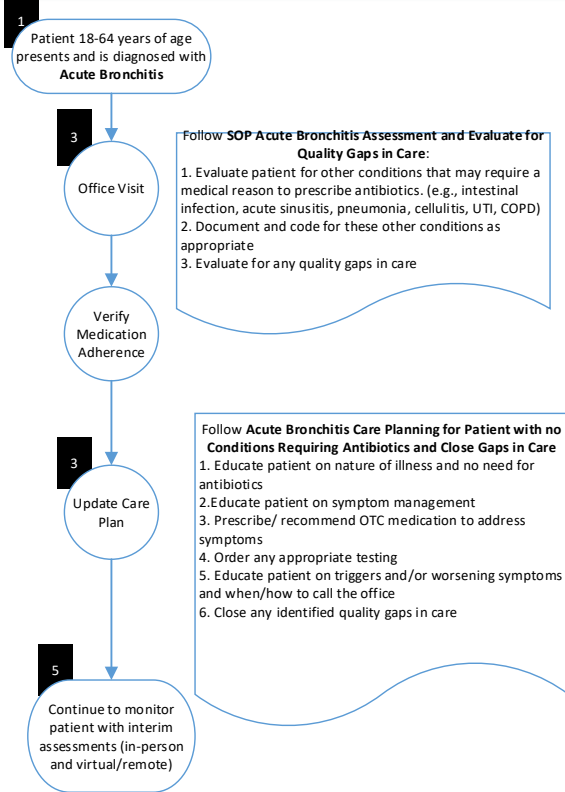 1
Patient 18-64 years of age
presents and is diagnosed with
Acute Bronchitis
3
Office Visit
Follow SOP Acute Bronchitis Assessment and Evaluate for
Quality Gaps in Care:
1. Evaluate patient for other conditions that may require a
medical reason to prescribe antibiotics. (e.g., intestinal
infection, acute sinusitis, pneumonia, cellulitis, UTI, COPD)
2. Document and code for these other conditions as
appropriate
3. Evaluate for any quality gaps in care
Verify
Medication
Adherence
3
Update Care
Plan
Follow Acute Bronchitis Care Planning for Patient with no
Conditions Requiring Antibiotics and Close Gaps in Care
1. Educate patient on nature of illness and no need for
antibiotics
2.Educate patient on symptom management
3. Prescribe/ recommend OTC medication to address
symptoms
4. Order any appropriate testing
5. Educate patient on triggers and/or worsening symptoms
and when/how to call the office
6. Close any identified quality gaps in care
5
Continue to monitor
patient with interim
assessments (in-person
and virtual/remote)